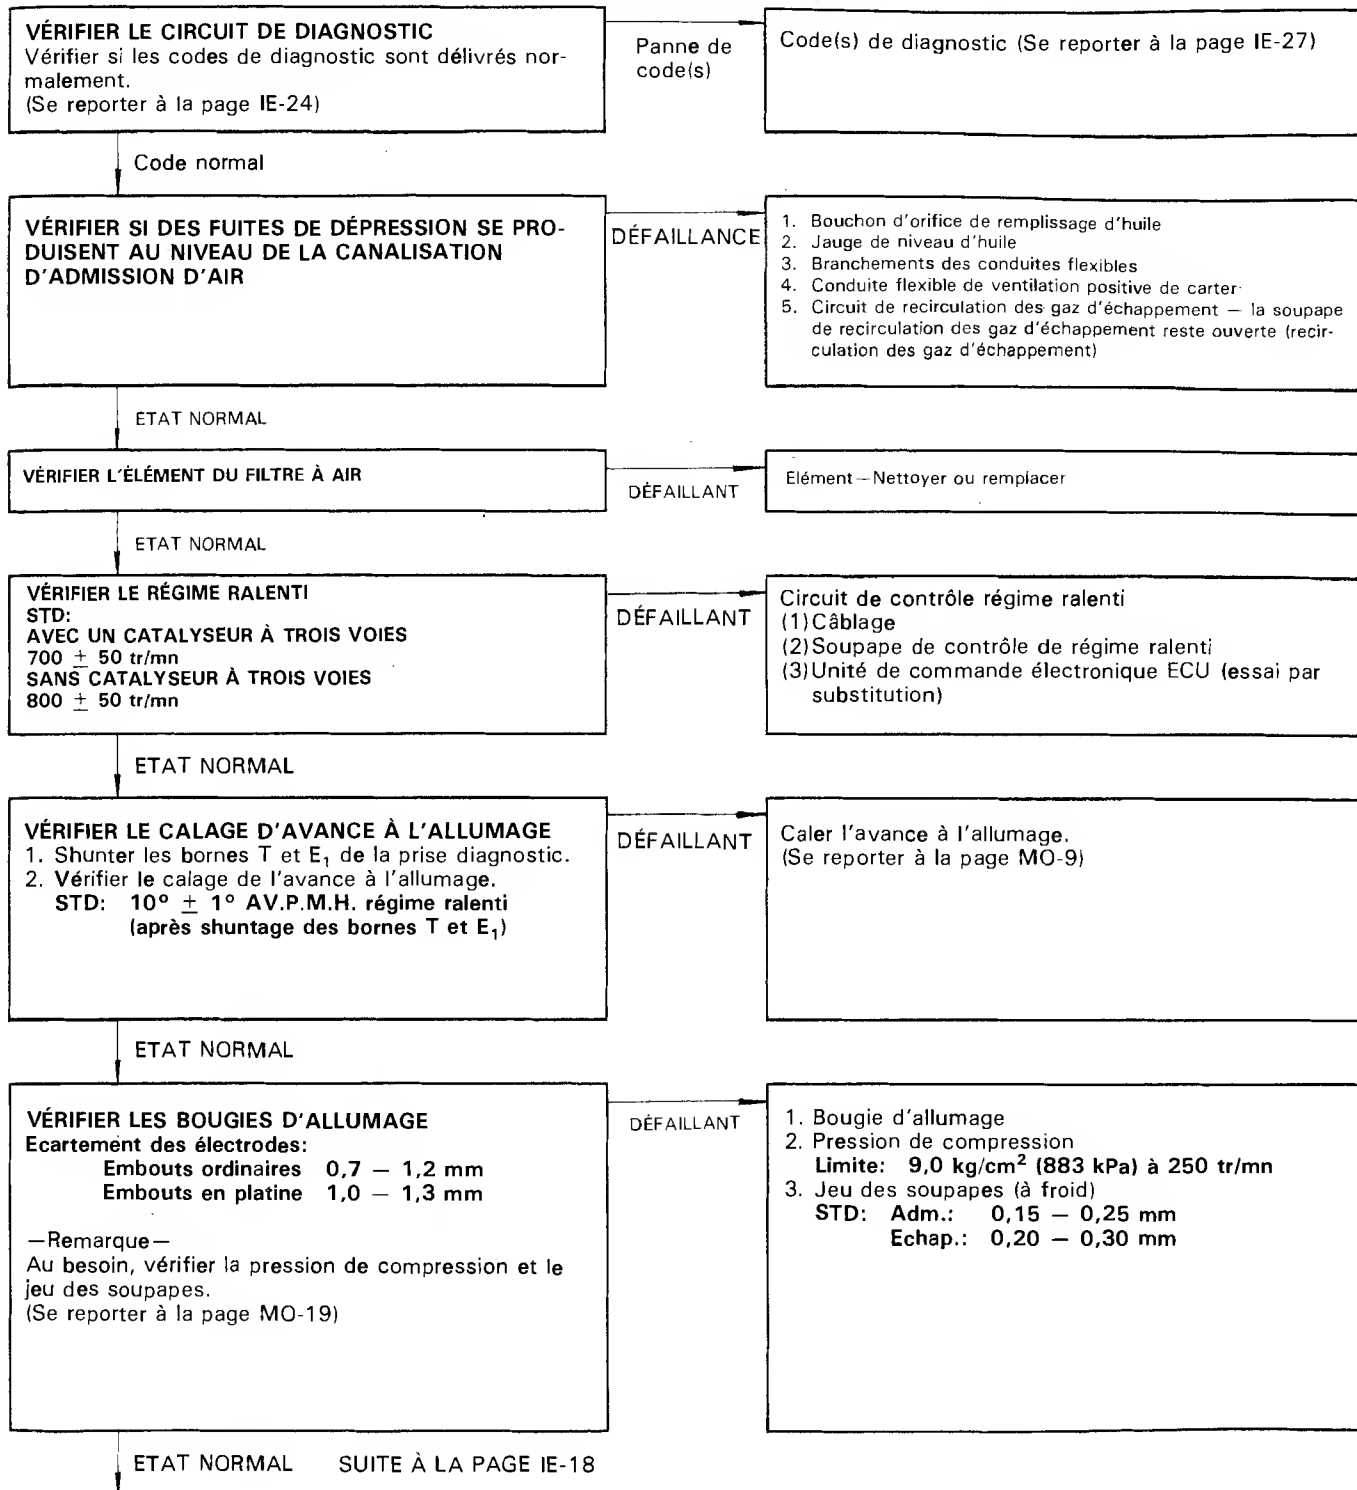 VÉRIFIER LE CIRCUIT DE DIAGNOSTIC
Vérifier si les codes de diagnostic sont délivrés nor-
malement.
(Se reporter à la page IE-24)
Panne de
code(s)
Code(s) de diagnostic (Se reporter à la page IE-27)
Code normal
VÉRIFIER SI DES FUITES DE DÉPRESSION SE PRO-
DUISENT AU NIVEAU DE LA CANALISATION
D'ADMISSION D'AIR
DÉFAILLANCE
1. Bouchon d'orifice de remplissage d'huile
2. Jauge de niveau d'huile
3. Branchements des conduites flexibles
4. Conduite flexible de ventilation positive de carter
5. Circuit de recirculation des gaz d'échappement — la soupape
de recirculation des gaz d'échappement reste ouverte (recir-
culation des gaz d'échappement)
ETAT NORMAL
VÉRIFIER L'ÉLÉMENT DU FILTRE À AIR
DÉFAILLANT
Elément—Nettoyer ou remplacer
ETAT NORMAL
VÉRIFIER LE RÉGIME RALENTI
STD:
AVEC UN CATALYSEUR À TROIS VOIES
700 ± 50 tr/mn
SANS CATALYSEUR À TROIS VOIES
800 ± 50 tr/mn
DÉFAILLANT
Circuit de contrôle régime ralenti
(1)Câblage
(2)Soupape de contrôle de régime ralenti
(3)Unité de commande électronique ECU (essai par
substitution)
ETAT NORMAL
VÉRIFIER LE CALAGE D'AVANCE À L'ALLUMAGE
1. Shunter les bornes T et E₁ de la prise diagnostic.
2. Vérifier le calage de l'avance à l'allumage.
STD: 10° ± 1° AV.P.M.H. régime ralenti
(après shuntage des bornes T et E₁)
DÉFAILLANT
Caler l'avance à l'allumage.
(Se reporter à la page MO-9)
ETAT NORMAL
VÉRIFIER LES BOUGIES D'ALLUMAGE
Ecartement des électrodes:
Embouts ordinaires 0,7 — 1,2 mm
Embouts en platine 1,0 — 1,3 mm
—Remarque—
Au besoin, vérifier la pression de compression et le
jeu des soupapes.
(Se reporter à la page MO-19)
DÉFAILLANT
1. Bougie d'allumage
2. Pression de compression
Limite: 9,0 kg/cm² (883 kPa) à 250 tr/mn
3. Jeu des soupapes (à froid)
STD: Adm.: 0,15 — 0,25 mm
Echap.: 0,20 — 0,30 mm
ETAT NORMAL SUITE À LA PAGE IE-18